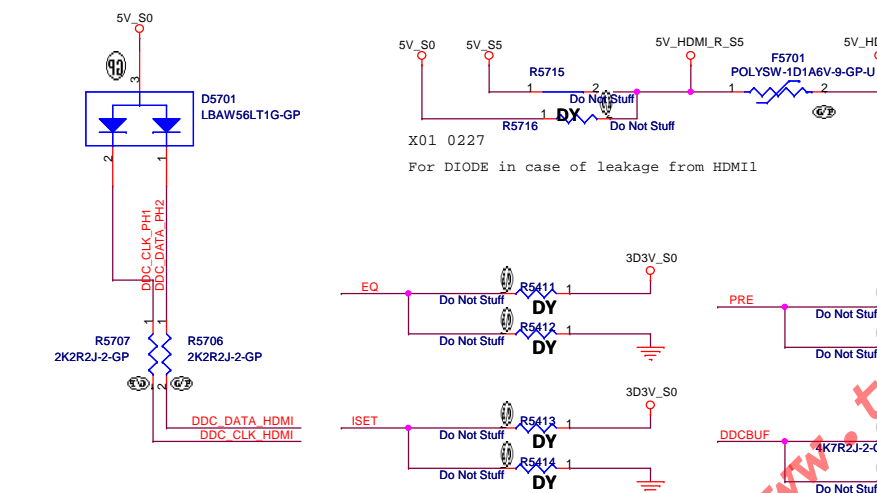 5V_S0
3
D5701
LBAW56LT1G-GP
2
1
DDC_CLK_PH1
DDC_DATA_PH2
1
1
R5707
2K2R2J-2-GP
R5706
2K2R2J-2-GP
2
DDC_DATA_HDMI
DDC_CLK_HDMI
5V_S0
5V_S5
5V_HDMI_R_S5
R5715
1
2
Do Not Stuff
R5716
1
DY
Do Not Stuff
F5701
POLYSW-1D1A6V-9-GP-U
1
2
X01 0227
For DIODE in case of leakage from HDMI1
3D3V_S0
EQ
R5411
1
Do Not Stuff
DY
R5412
1
Do Not Stuff
DY
3D3V_S0
ISET
R5413
1
Do Not Stuff
DY
R5414
1
Do Not Stuff
DY
PRE
Do Not Stuf
Do Not Stuf
DDCBUF
4K7R2J-2-
Do Not Stuf